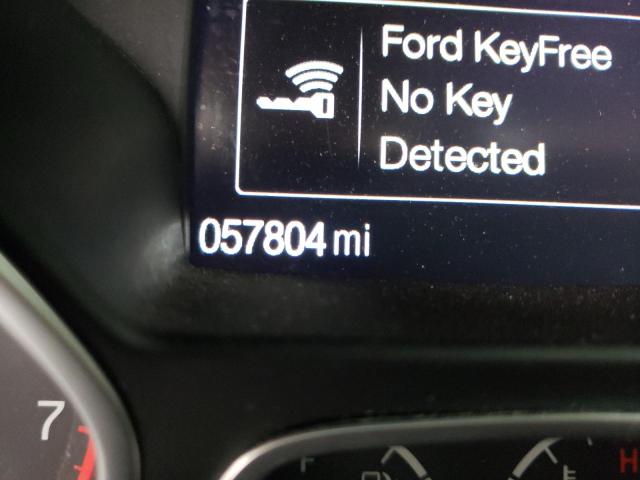 Ford KeyFree
No Key
Detected
057804 mi
7
F
F
H